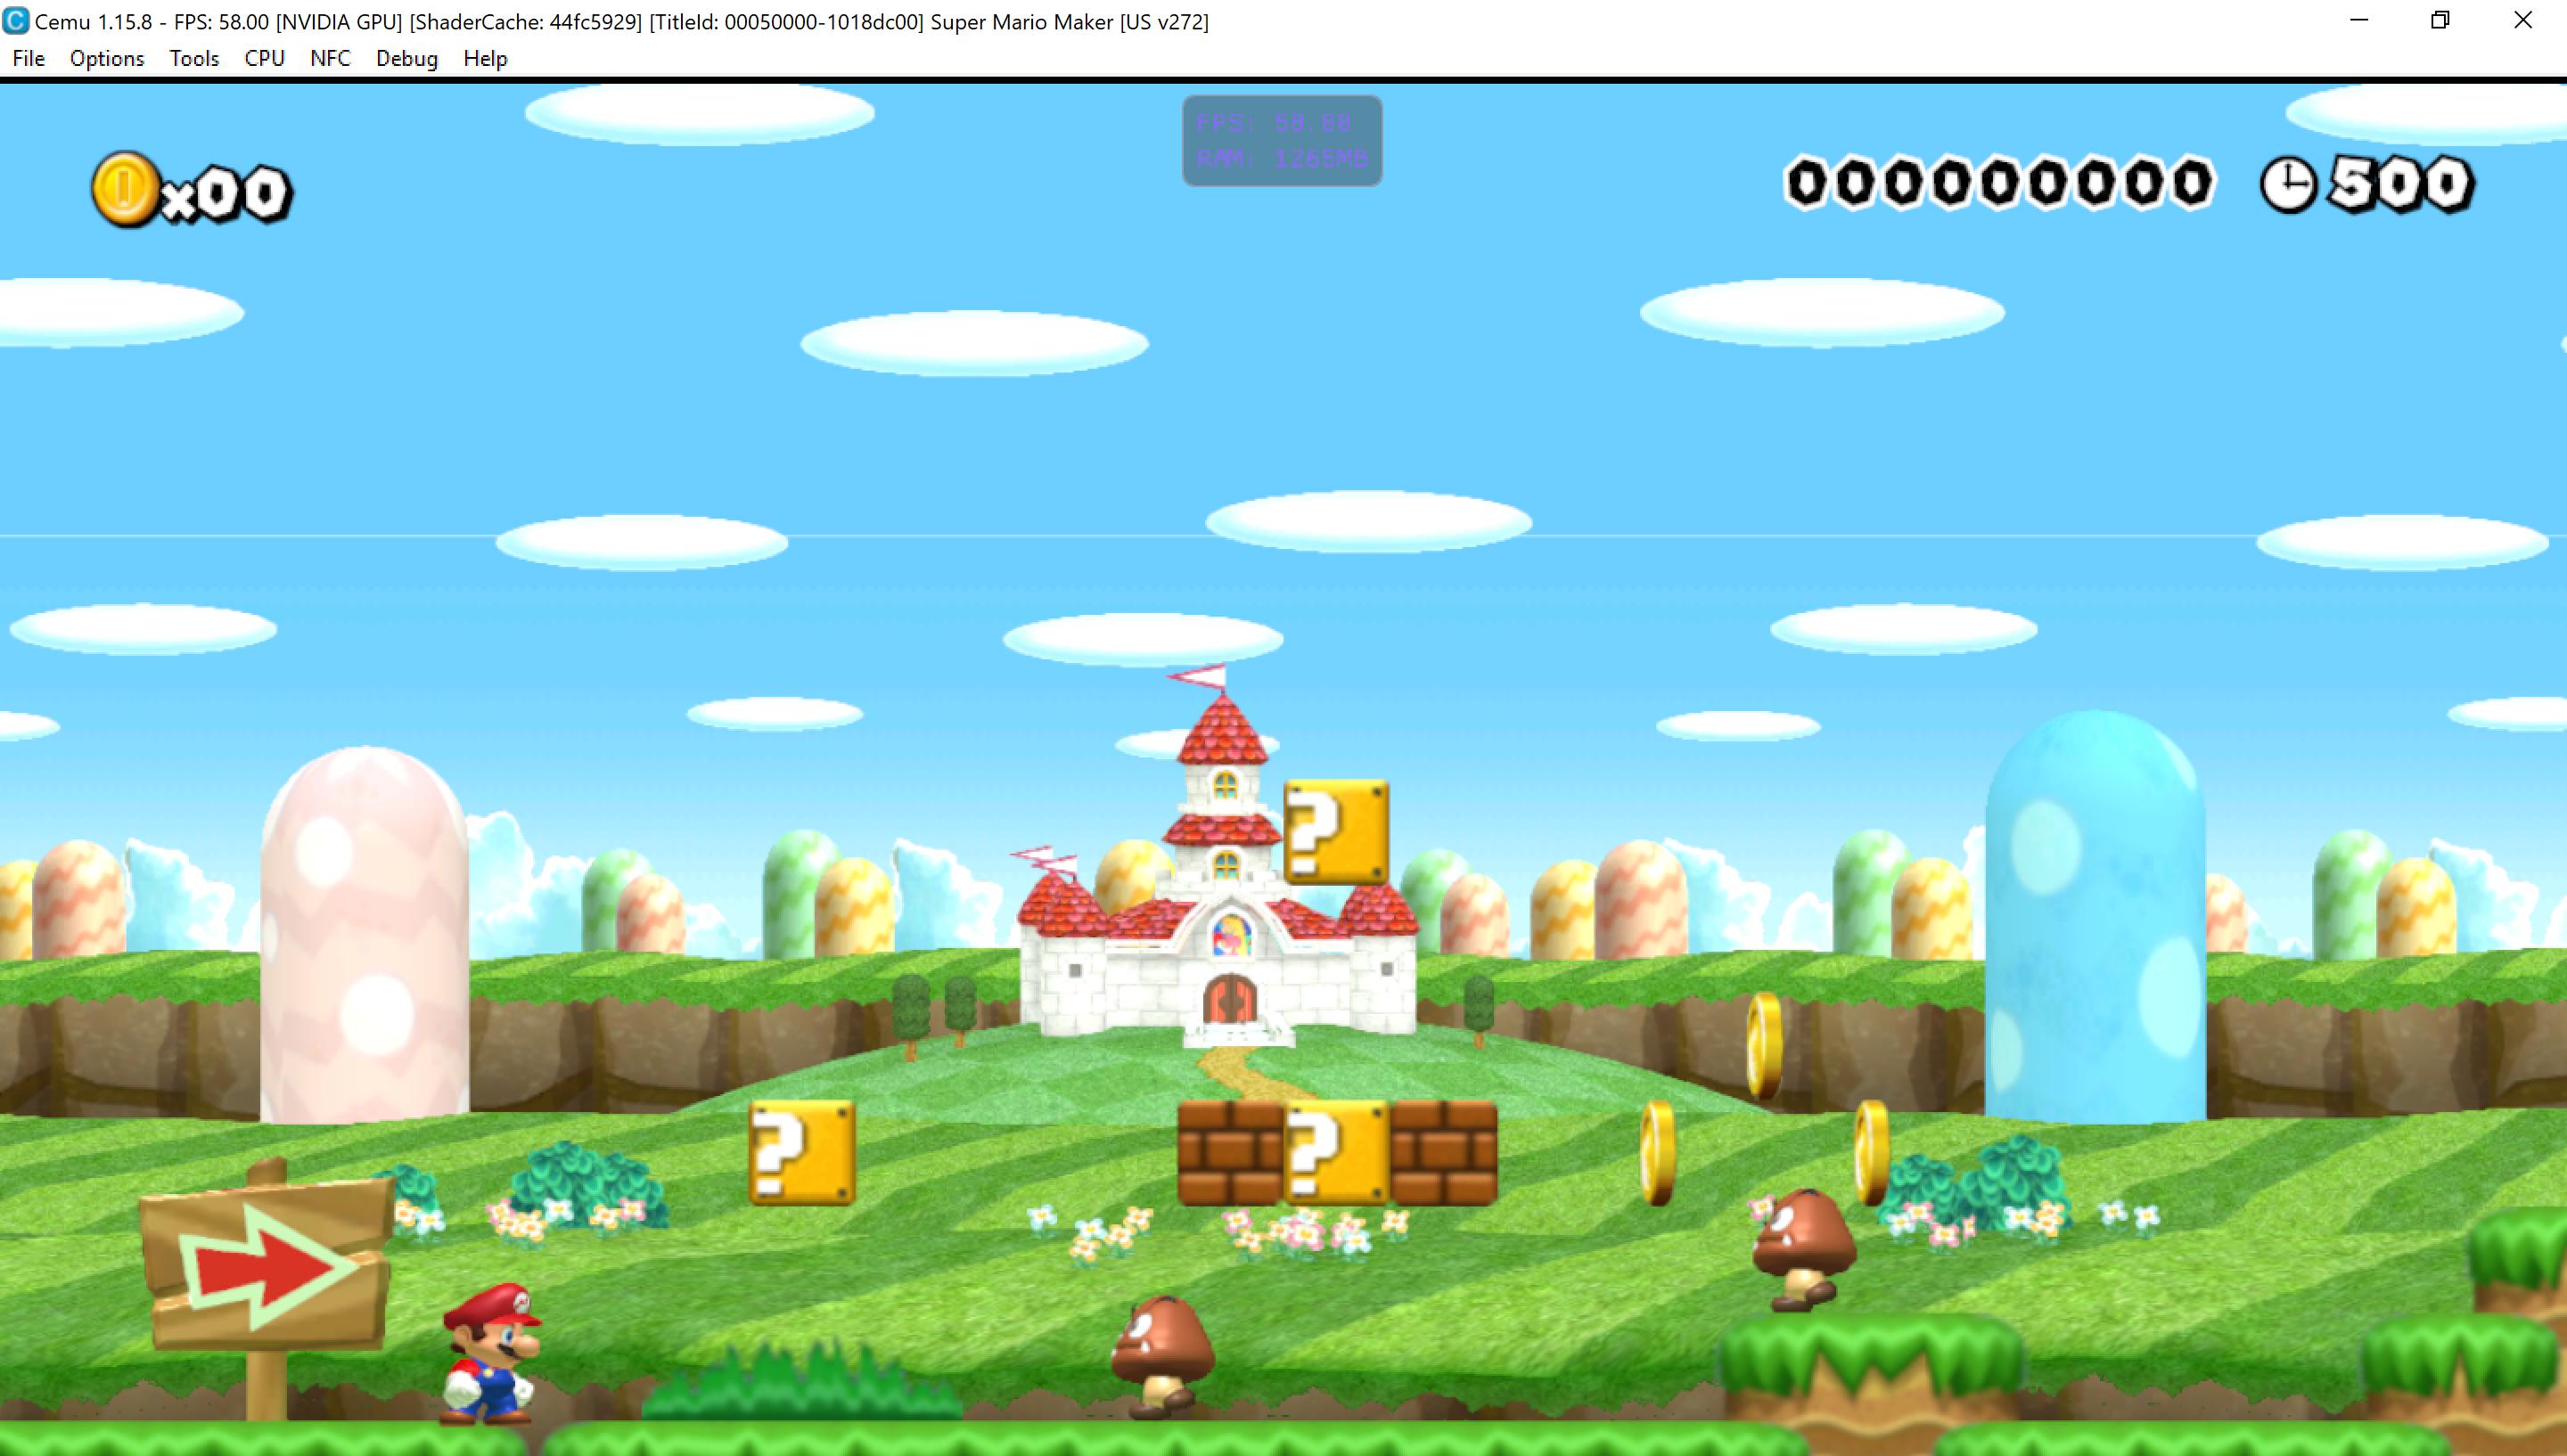 Cemu 1.15.8 - FPS: 58.00 [NVIDIA GPU] [ShaderCache: 44fc5929] [TitleId: 00050000-1018dc00] Super Mario Maker [US v272]
File Options Tools CPU NFC Debug Help
FPS: 58.00
RAM: 1265MB
x00
000000000 500
? 
? ?
M